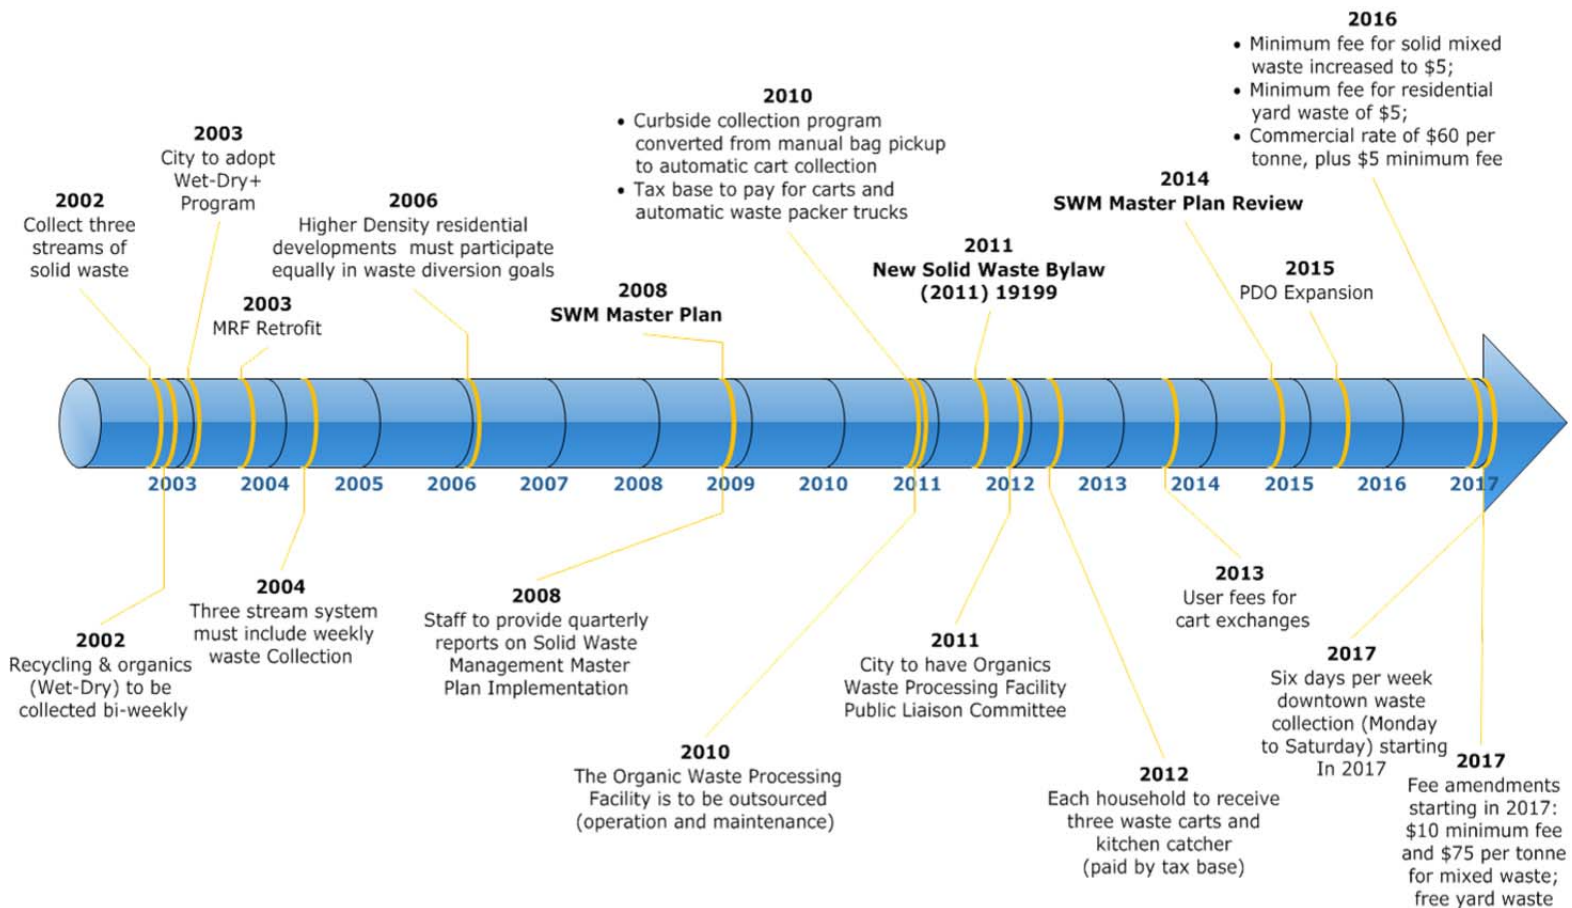 2016
• Minimum fee for solid mixed
waste increased to $5;
• Minimum fee for residential
yard waste of $5;
• Commercial rate of $60 per
tonne, plus $5 minimum fee
2010
• Curbside collection program
converted from manual bag pickup
to automatic cart collection
• Tax base to pay for carts and
automatic waste packer trucks
2003
City to adopt
Wet-Dry+
Program
2002
Collect three
streams of
solid waste
2006
Higher Density residential
developments must participate
equally in waste diversion goals
2014
SWM Master Plan Review
2011
New Solid Waste Bylaw
(2011) 19199
2015
PDO Expansion
2008
SWM Master Plan
2003
MRF Retrofit
2003 2004 2005 2006 2007 2008 2009 2010 2011 2012 2013 2014 2015 2016 2017
2002
Recycling & organics
(Wet-Dry) to be
collected bi-weekly
2004
Three stream system
must include weekly
waste Collection
2008
Staff to provide quarterly
reports on Solid Waste
Management Master
Plan Implementation
2010
The Organic Waste Processing
Facility is to be outsourced
(operation and maintenance)
2011
City to have Organics
Waste Processing Facility
Public Liaison Committee
2012
Each household to receive
three waste carts and
kitchen catcher
(paid by tax base)
2013
User fees for
cart exchanges
2017
Six days per week
downtown waste
collection (Monday
to Saturday) starting
In 2017
2017
Fee amendments
starting in 2017:
$10 minimum fee
and $75 per tonne
for mixed waste;
free yard waste